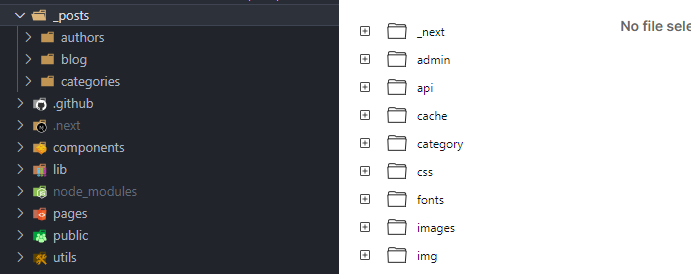 _posts
authors
blog
categories
.github
.next
components
lib
node_modules
pages
public
utils
No file sele
_next
admin
api
cache
category
css
fonts
images
img